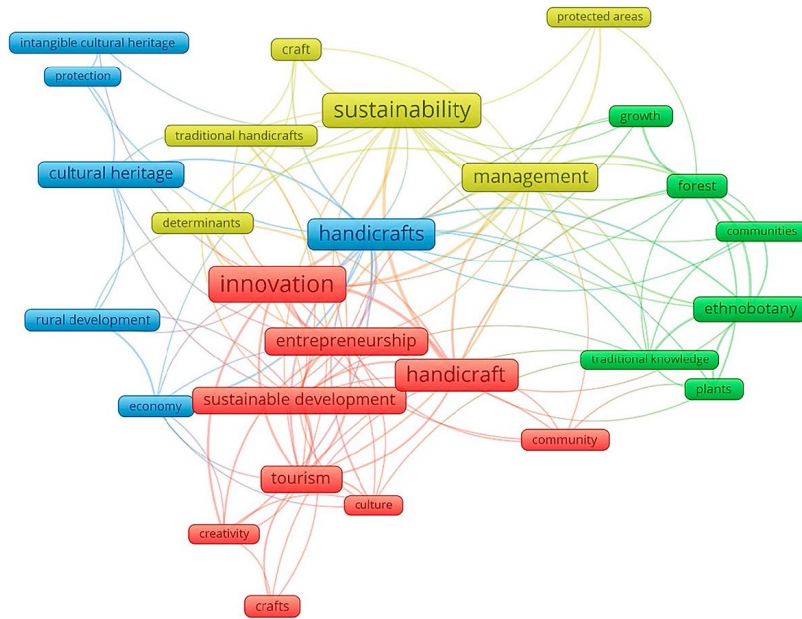 protected areas
intangible cultural heritage
craft
protection
sustainability
growth
traditional handicrafts
cultural heritage
management
forest
determinants
handicrafts
communities
innovation
ethnobotany
rural development
entrepreneurship
traditional knowledge
handicraft
plants
economy
sustainable development
community
tourism
culture
creativity
crafts